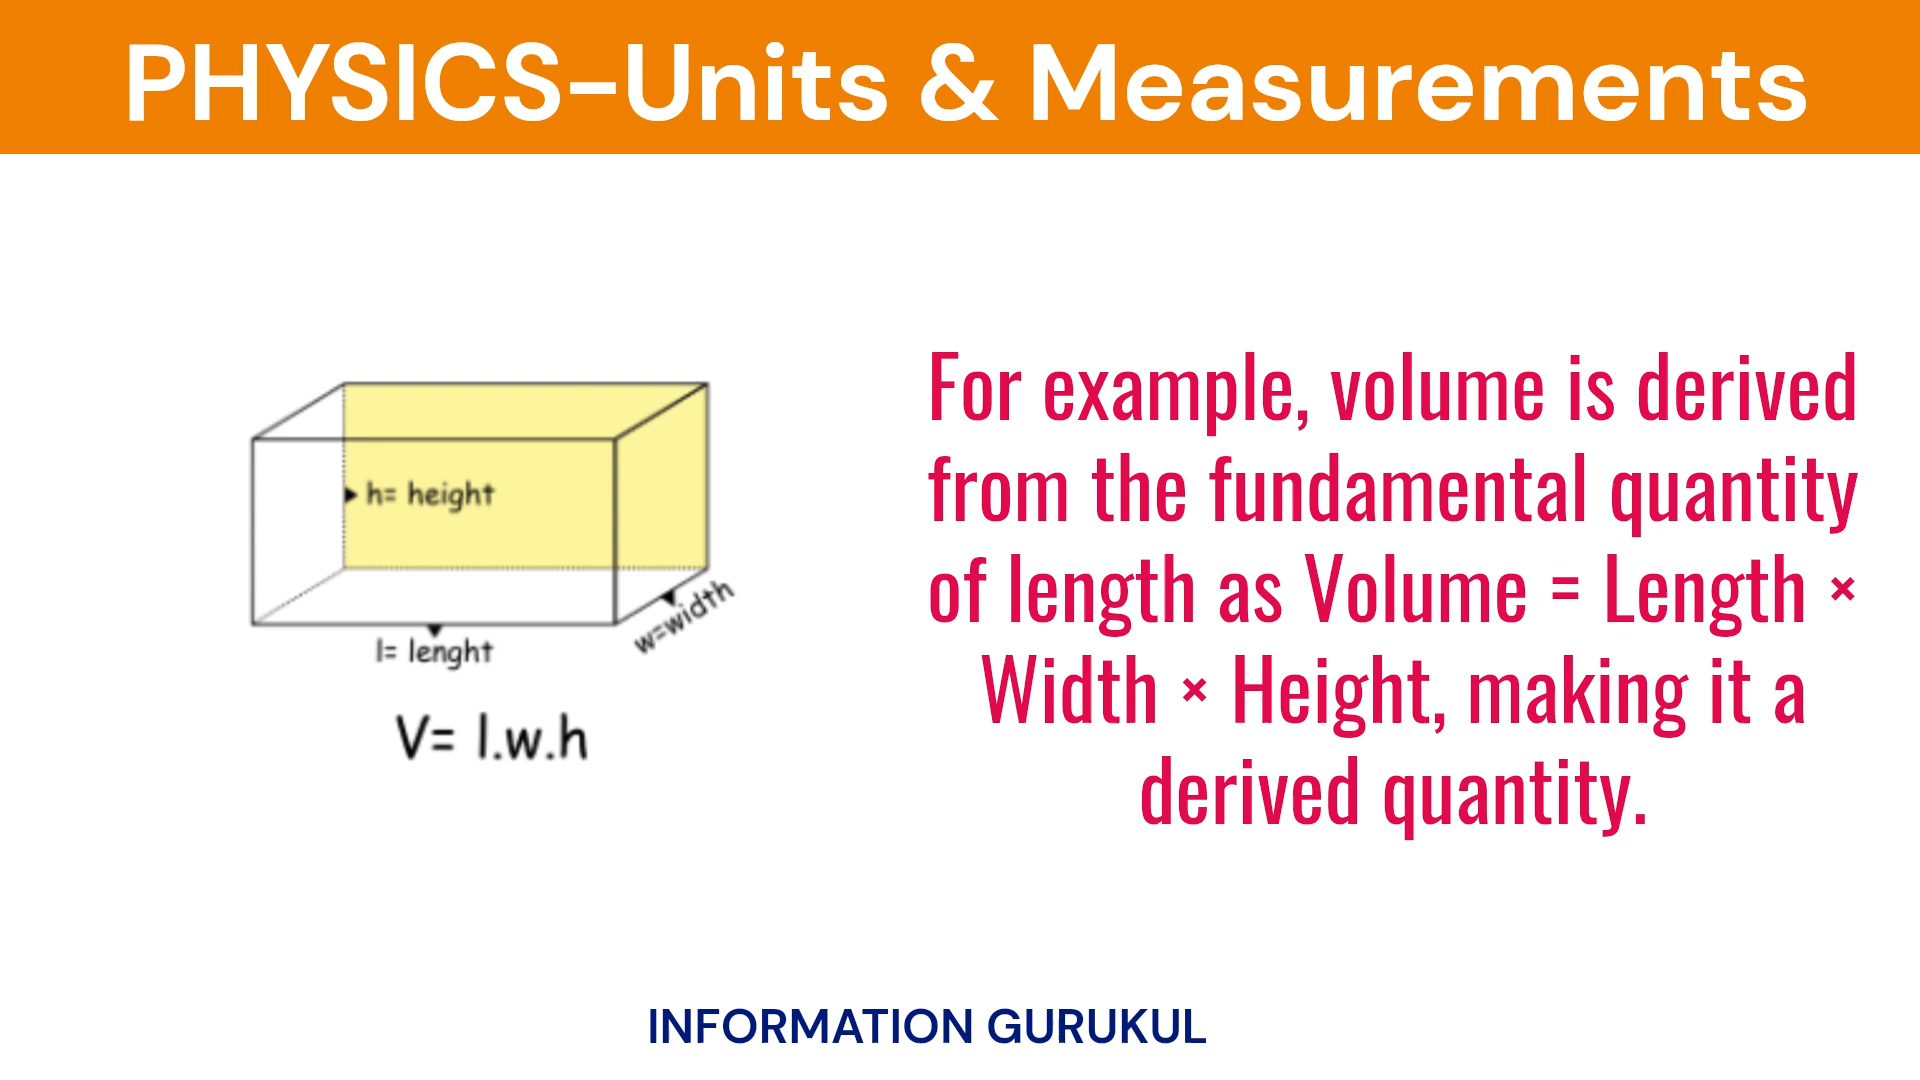 PHYSICS-Units & Measurements
h= height
l= lenght
w=width
V= l.w.h
For example, volume is derived
from the fundamental quantity
of length as Volume = Length ×
Width × Height, making it a
derived quantity.
INFORMATION GURUKUL